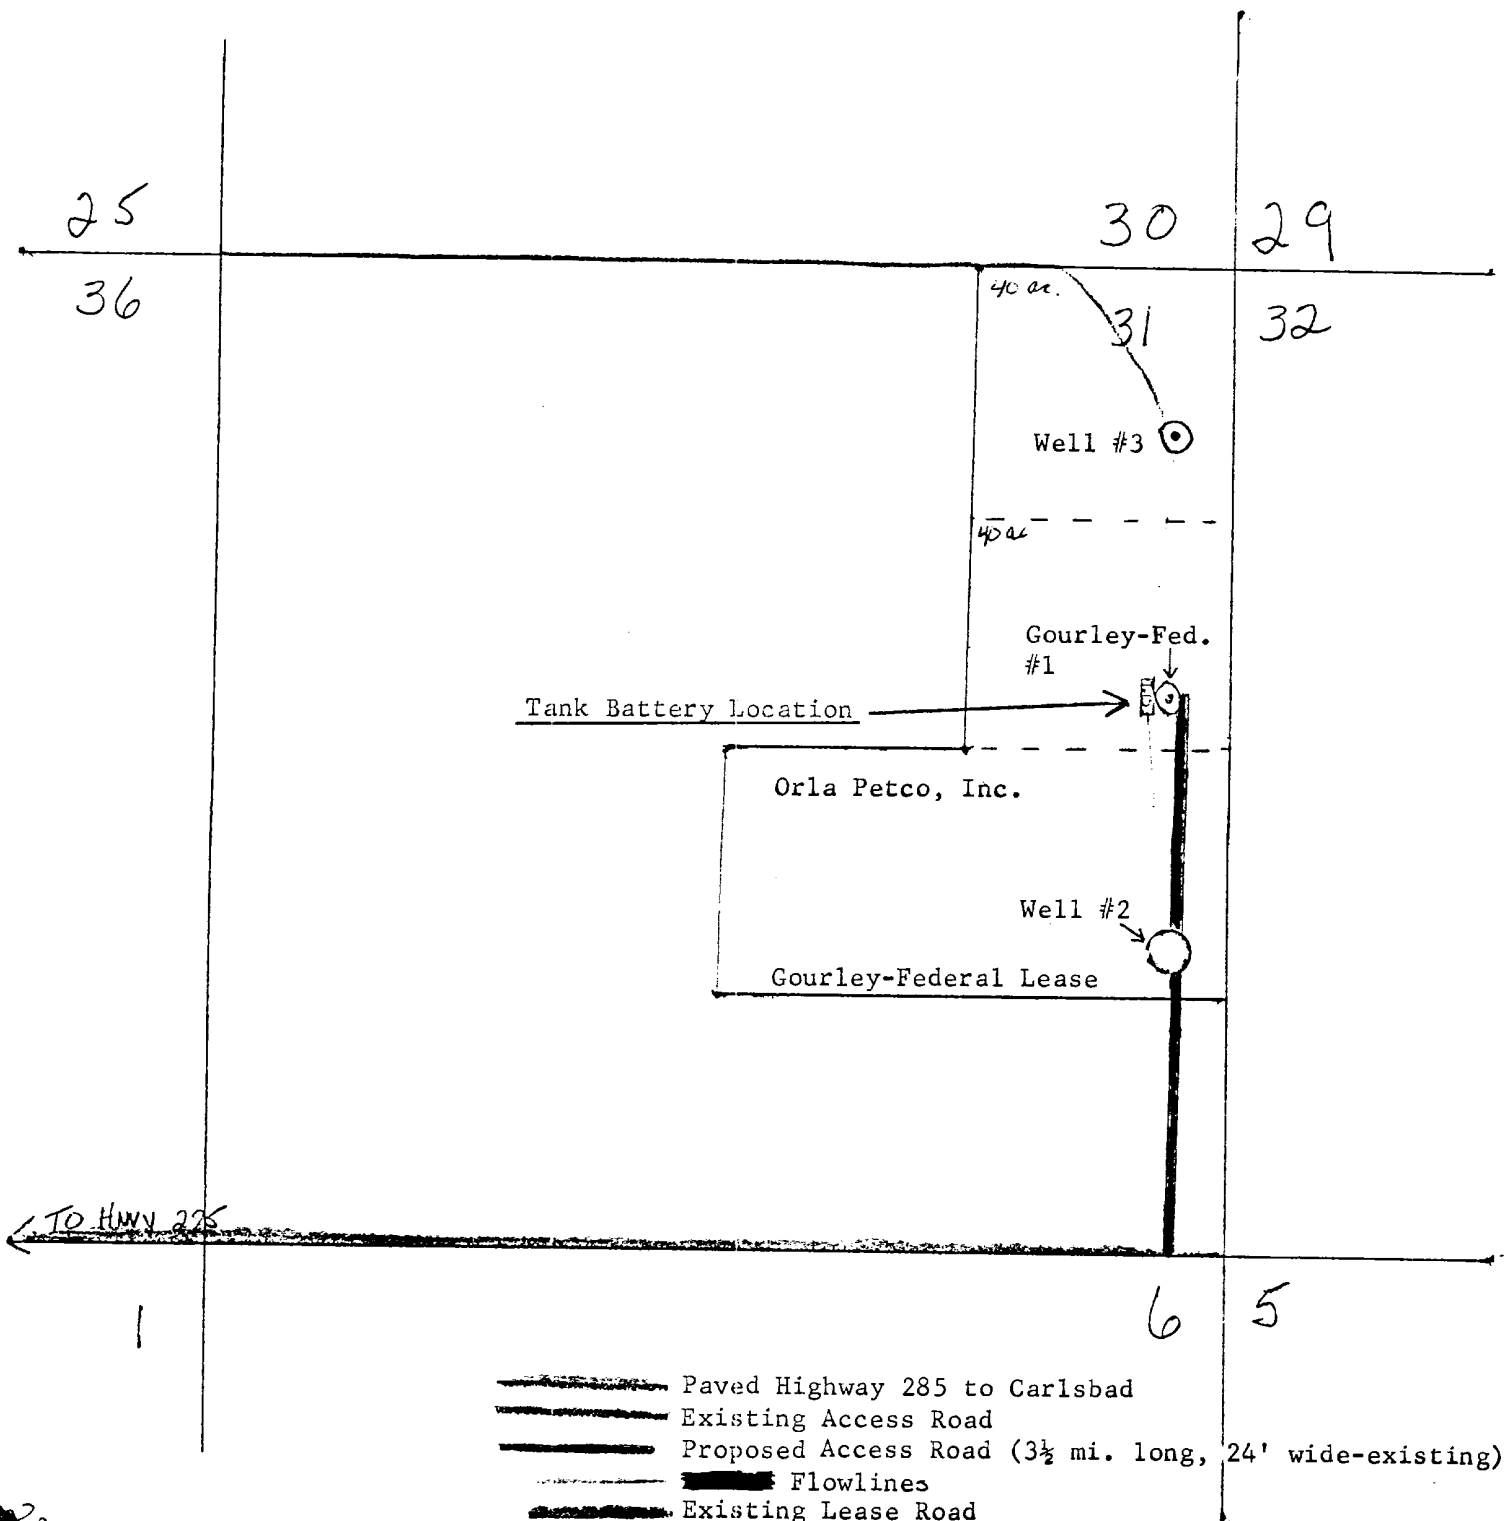 25
30 29
36
40 ac.
31
32
Well #3
40 ac
Gourley-Fed.
#1
Tank Battery Location
Orla Petco, Inc.
Well #2
Gourley-Federal Lease
TO HWY 225
1
6 5
Paved Highway 285 to Carlsbad
Existing Access Road
Proposed Access Road (3½ mi. long, 24' wide-existing)
Flowlines
Existing Lease Road